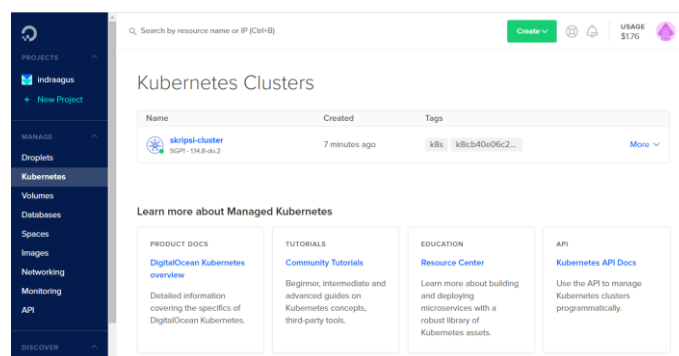 Search by resource name or IP (Ctrl+B)
Create
USAGE
$1.76
PROJECTS
indraagus
+ New Project
MANAGE
Droplets
Kubernetes
Volumes
Databases
Spaces
Images
Networking
Monitoring
API
DISCOVER
Kubernetes Clusters
Name Created Tags
skripsi-cluster
SGP1 - 1.14.8-do.2
7 minutes ago
k8s k8s:b40e06c2...
More
Learn more about Managed Kubernetes
PRODUCT DOCS
DigitalOcean Kubernetes
overview
Detailed information
covering the specifics of
DigitalOcean Kubernetes.
TUTORIALS
Community Tutorials
Beginner, intermediate and
advanced guides on
Kubernetes concepts,
third-party tools.
EDUCATION
Resource Center
Learn more about building
and deploying
microservices with a
robust library of
Kubernetes assets.
API
Kubernetes API Docs
Use the API to manage
Kubernetes clusters
programmatically.